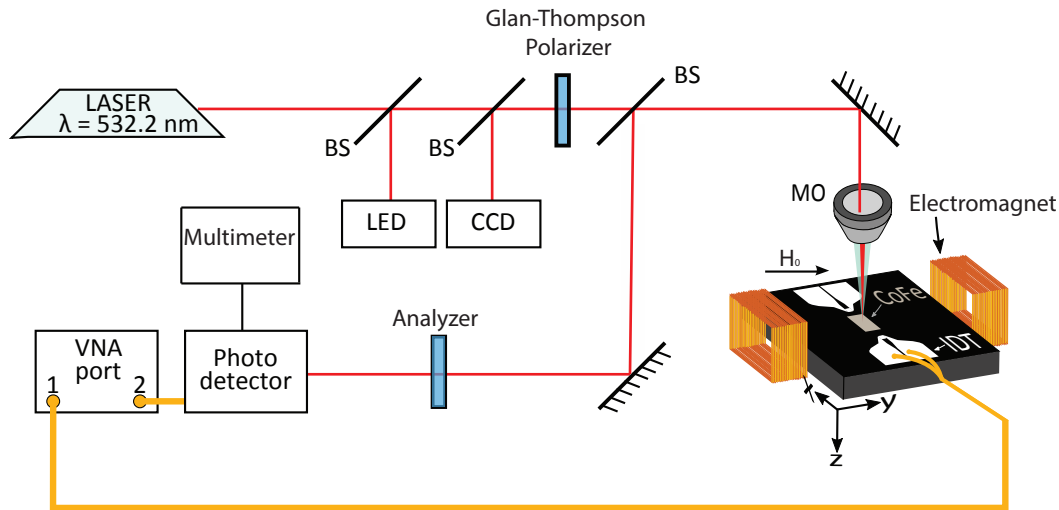 Glan-Thompson
Polarizer
BS
LASER
λ = 532.2 nm
BS
BS
MO
LED
CCD
Electromagnet
Multimeter
H₀
CoFe
Analyzer
IDT
VNA
port
1
2
Photo
detector
x
y
z